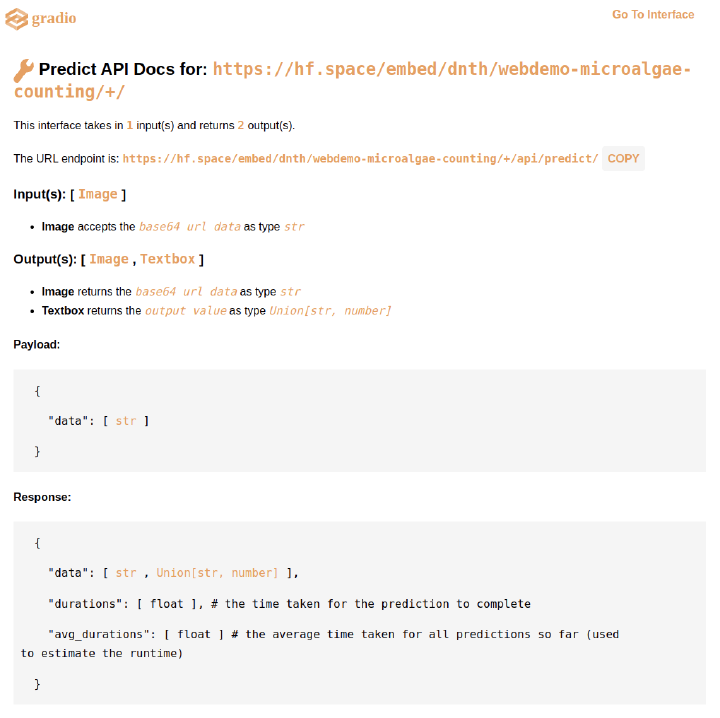 gradio
Go To Interface
Predict API Docs for: https://hf.space/embed/dnth/webdemo-microalgae-
counting/+/
This interface takes in 1 input(s) and returns 2 output(s).
The URL endpoint is: https://hf.space/embed/dnth/webdemo-microalgae-counting/+/api/predict/ COPY
Input(s): [ Image ]
• Image accepts the base64 url data as type str
Output(s): [ Image , Textbox ]
• Image returns the base64 url data as type str
• Textbox returns the output value as type Union[str, number]
Payload:
{
"data": [ str ]
}
Response:
{
"data": [ str , Union[str, number] ],
"durations": [ float ], # the time taken for the prediction to complete
"avg_durations": [ float ] # the average time taken for all predictions so far (used
to estimate the runtime)
}